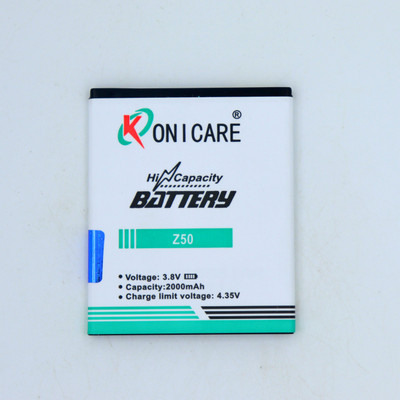 KONICARE®
Hi Capacity
BATTERY
Z50
Voltage: 3.8V
Capacity:2000mAh
Charge limit voltage: 4.35V